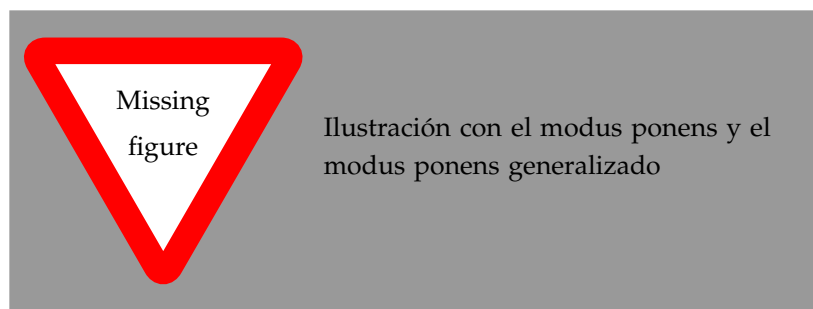 Missing
figure
Ilustración con el modus ponens y el
modus ponens generalizado